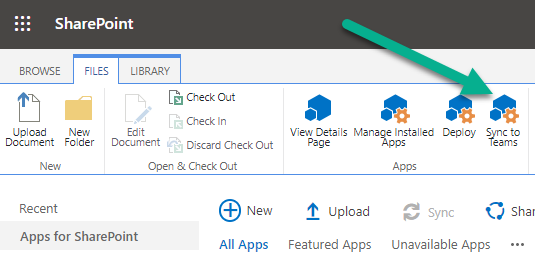 SharePoint
BROWSE FILES LIBRARY
Upload Document
New Folder
New
Edit Document
Check Out
Check In
Discard Check Out
Open & Check Out
View Details Page
Manage Installed Apps
Deploy
Sync to Teams
Apps
Recent
Apps for SharePoint
New Upload Sync Shar
All Apps Featured Apps Unavailable Apps